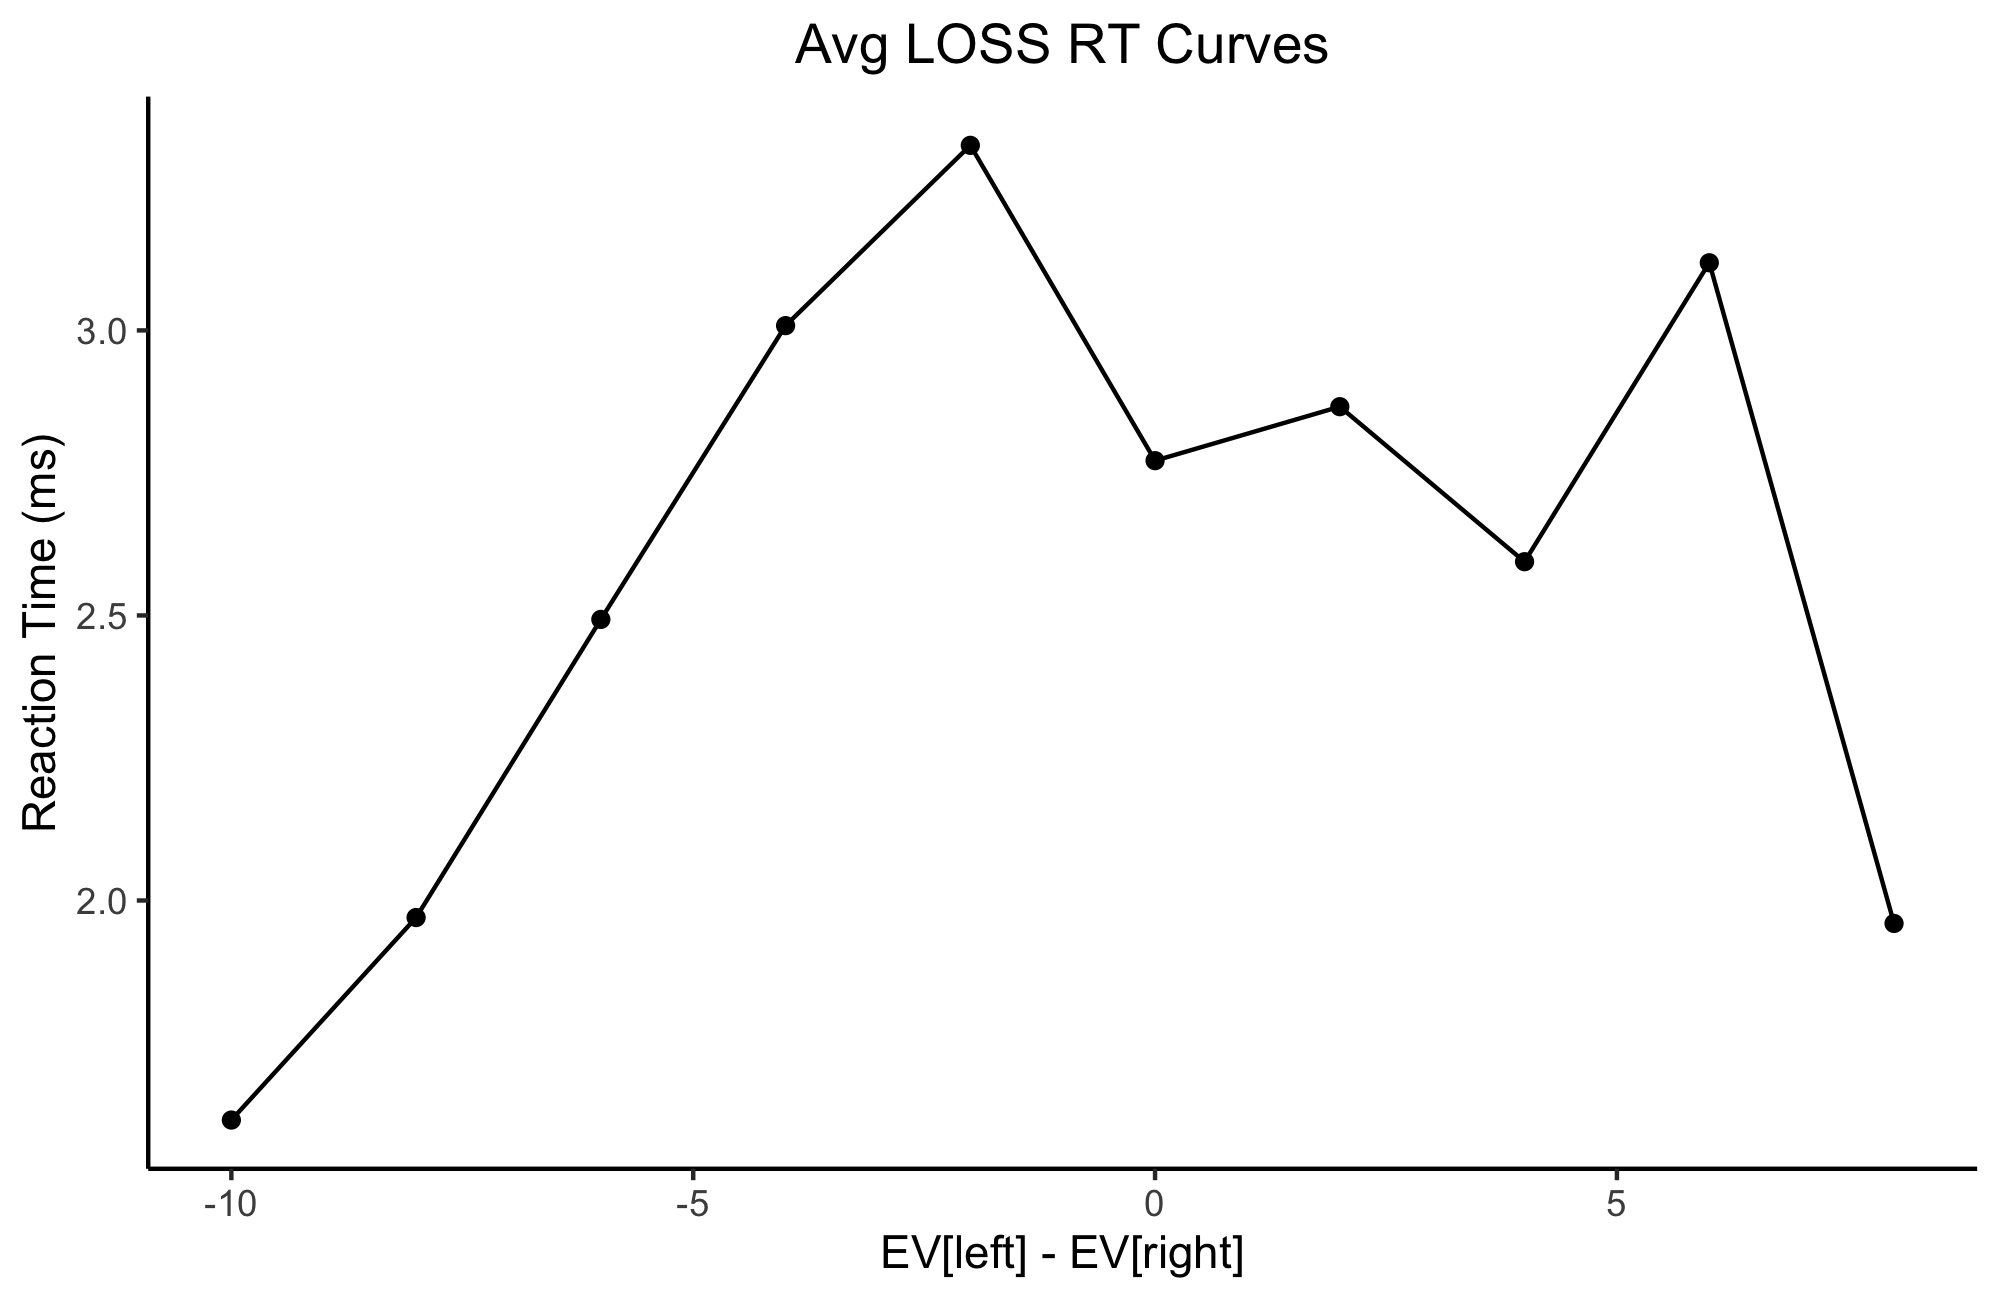 Avg LOSS RT Curves
Reaction Time (ms)
3.0
2.5
2.0
-10
-5
0
5
EV[left] - EV[right]